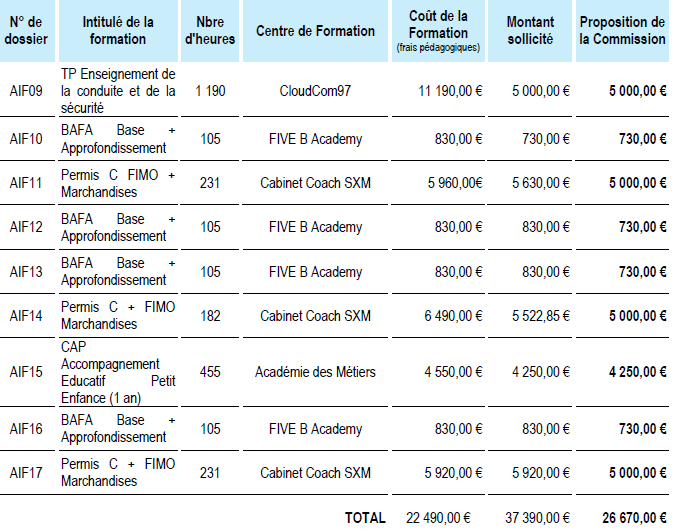 N° de dossier | Intitulé de la formation | Nbre d'heures | Centre de Formation | Coût de la Formation (frais pédagogiques) | Montant sollicité | Proposition de la Commission
AIF09 | TP Enseignement de la conduite et de la sécurité | 1 190 | CloudCom97 | 11 190,00 € | 5 000,00 € | 5 000,00 €
AIF10 | BAFA Base + Approfondissement | 105 | FIVE B Academy | 830,00 € | 730,00 € | 730,00 €
AIF11 | Permis C FIMO + Marchandises | 231 | Cabinet Coach SXM | 5 960,00€ | 5 630,00 € | 5 000,00 €
AIF12 | BAFA Base + Approfondissement | 105 | FIVE B Academy | 830,00 € | 830,00 € | 730,00 €
AIF13 | BAFA Base + Approfondissement | 105 | FIVE B Academy | 830,00 € | 830,00 € | 730,00 €
AIF14 | Permis C + FIMO Marchandises | 182 | Cabinet Coach SXM | 6 490,00 € | 5 522,85 € | 5 000,00 €
AIF15 | CAP Accompagnement Educatif Petit Enfance (1 an) | 455 | Académie des Métiers | 4 550,00 € | 4 250,00 € | 4 250,00 €
AIF16 | BAFA Base + Approfondissement | 105 | FIVE B Academy | 830,00 € | 830,00 € | 730,00 €
AIF17 | Permis C + FIMO Marchandises | 231 | Cabinet Coach SXM | 5 920,00 € | 5 920,00 € | 5 000,00 €
TOTAL | 22 490,00 € | 37 390,00 € | 26 670,00 €